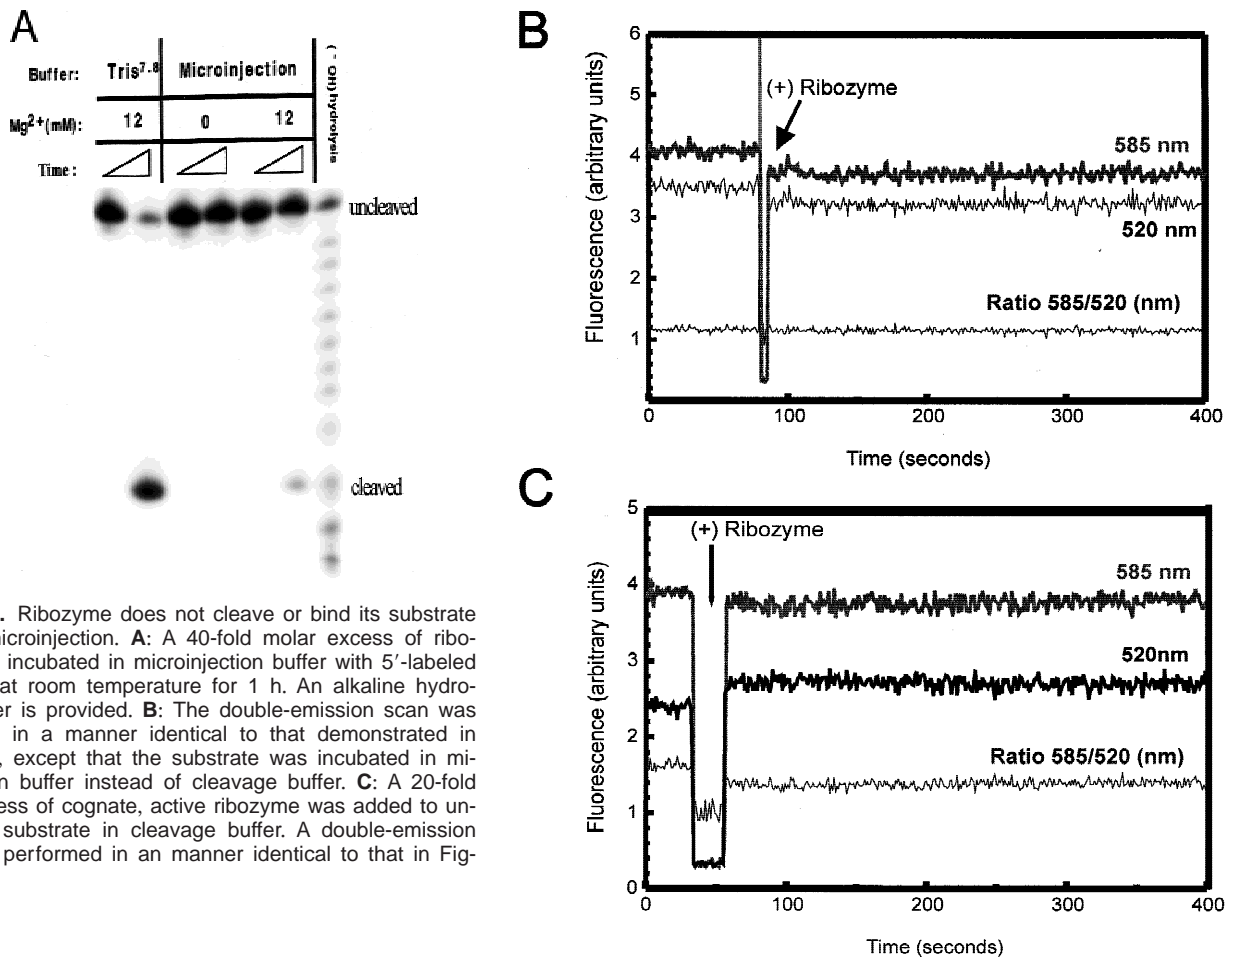 A
Buffer: Tris7.8 Microinjection
Mg2+(mM): 12 0 12
Time:
(⁻OH)hydrolysis
uncleaved
cleaved
B
Fluorescence (arbitrary units)
6
5
4
3
2
1
(+) Ribozyme
585 nm
520 nm
Ratio 585/520 (nm)
0 100 200 300 400
Time (seconds)
C
Fluorescence (arbitrary units)
5
4
3
2
1
0
(+) Ribozyme
585 nm
520nm
Ratio 585/520 (nm)
0 100 200 300 400
Time (seconds)
. Ribozyme does not cleave or bind its substrate
nicroinjection. A: A 40-fold molar excess of ribo-
incubated in microinjection buffer with 5′-labeled
at room temperature for 1 h. An alkaline hydro-
er is provided. B: The double-emission scan was
in a manner identical to that demonstrated in
, except that the substrate was incubated in mi-
n buffer instead of cleavage buffer. C: A 20-fold
ess of cognate, active ribozyme was added to un-
substrate in cleavage buffer. A double-emission
performed in an manner identical to that in Fig-